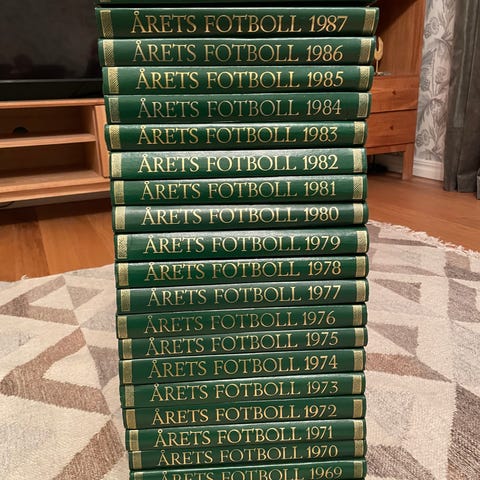 ÅRETS FOTBOLL 1987
ÅRETS FOTBOLL 1986
ÅRETS FOTBOLL 1985
ÅRETS FOTBOLL 1984
ÅRETS FOTBOLL 1983
ÅRETS FOTBOLL 1982
ÅRETS FOTBOLL 1981
ÅRETS FOTBOLL 1980
ÅRETS FOTBOLL 1979
ÅRETS FOTBOLL 1978
ÅRETS FOTBOLL 1977
ÅRETS FOTBOLL 1976
ÅRETS FOTBOLL 1975
ÅRETS FOTBOLL 1974
ÅRETS FOTBOLL 1973
ÅRETS FOTBOLL 1972
ÅRETS FOTBOLL 1971
ÅRETS FOTBOLL 1970
ÅRETS FOTBOLL 1969